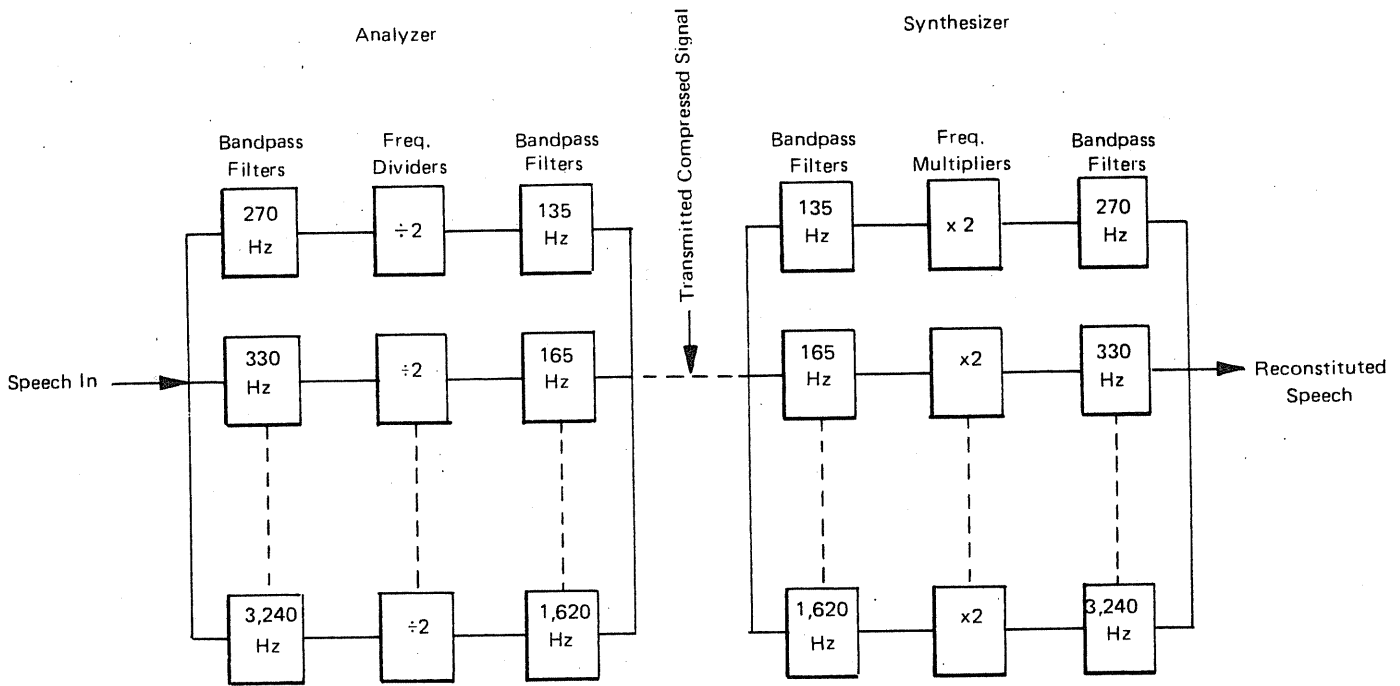 Analyzer
Synthesizer
Transmitted Compressed Signal
Bandpass
Filters
Freq.
Dividers
Bandpass
Filters
Bandpass
Filters
Freq.
Multipliers
Bandpass
Filters
270
Hz
÷2
135
Hz
135
Hz
x 2
270
Hz
Speech In
330
Hz
÷2
165
Hz
165
Hz
x2
330
Hz
Reconstituted
Speech
3,240
Hz
÷2
1,620
Hz
1,620
Hz
x2
3,240
Hz